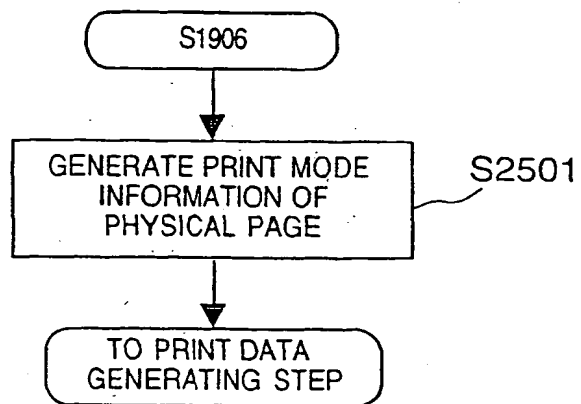 S1906
GENERATE PRINT MODE
INFORMATION OF
PHYSICAL PAGE
S2501
TO PRINT DATA
GENERATING STEP